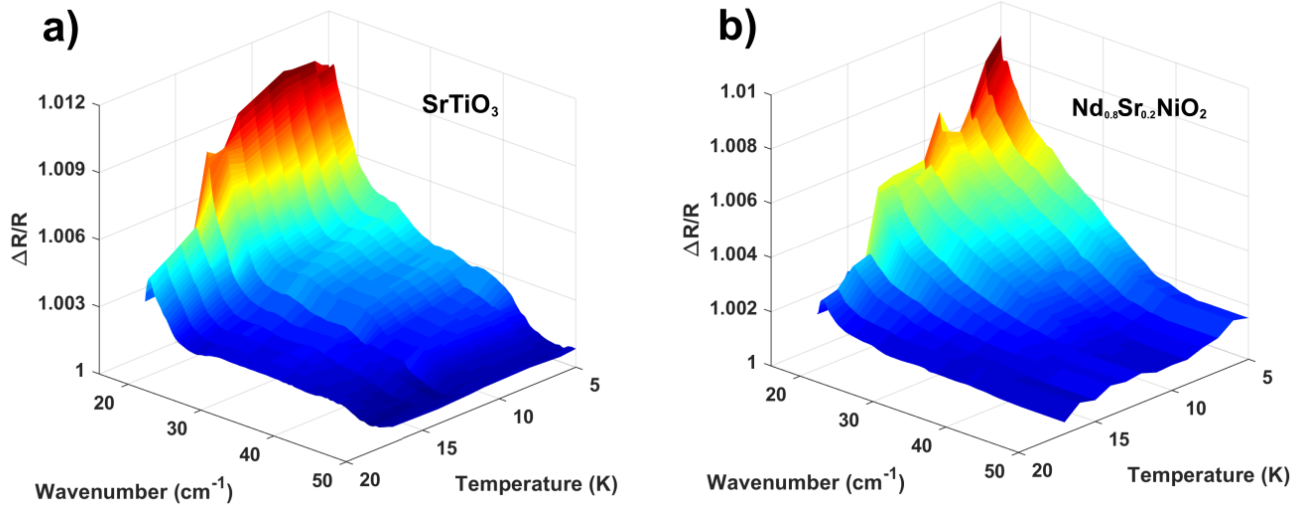 a)
SrTiO₃
1.012
1.009
1.006
1.003
1
ΔR/R
20
30
40
50
Wavenumber (cm⁻¹)
20
15
10
5
Temperature (K)
b)
Nd₀.₈Sr₀.₂NiO₂
1.01
1.008
1.006
1.004
1.002
1
ΔR/R
20
30
40
50
Wavenumber (cm⁻¹)
20
15
10
5
Temperature (K)